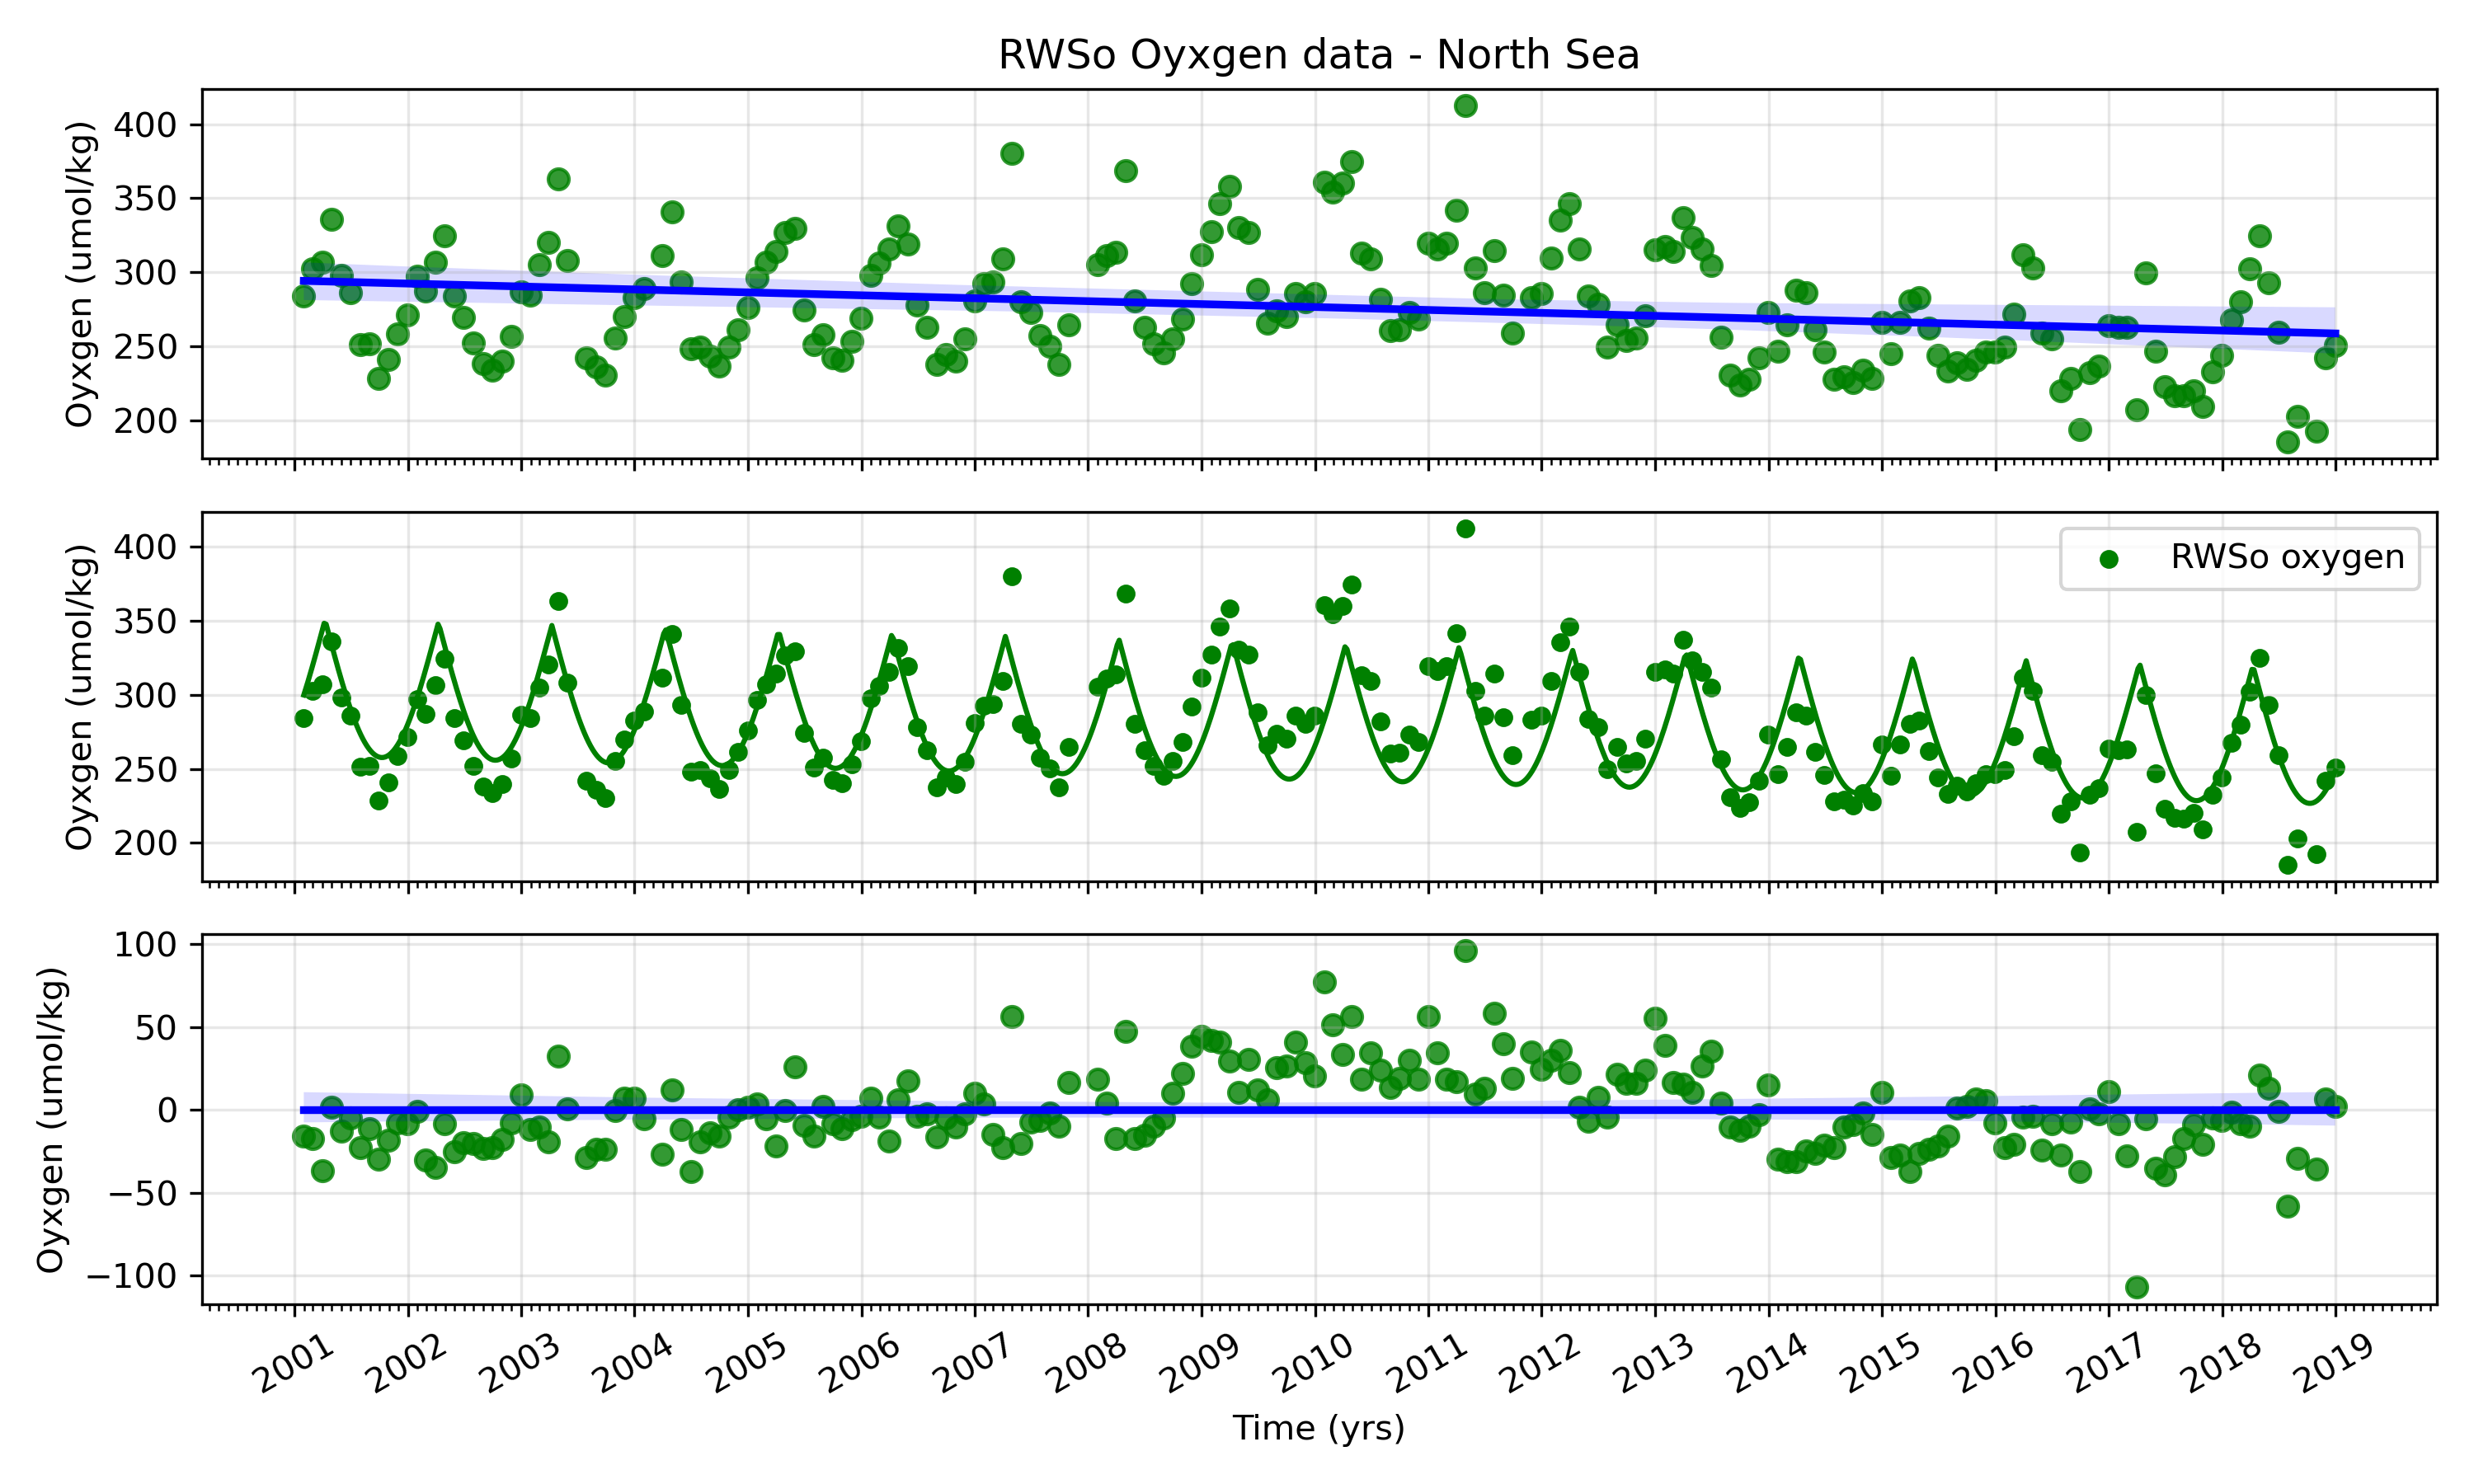 RWSo Oyxgen data - North Sea
Oyxgen (umol/kg)
400
350
300
250
200
Oyxgen (umol/kg)
400
350
300
250
200
RWSo oxygen
Oyxgen (umol/kg)
100
50
0
−50
−100
2001 2002 2003 2004 2005 2006 2007 2008 2009 2010 2011 2012 2013 2014 2015 2016 2017 2018 2019
Time (yrs)